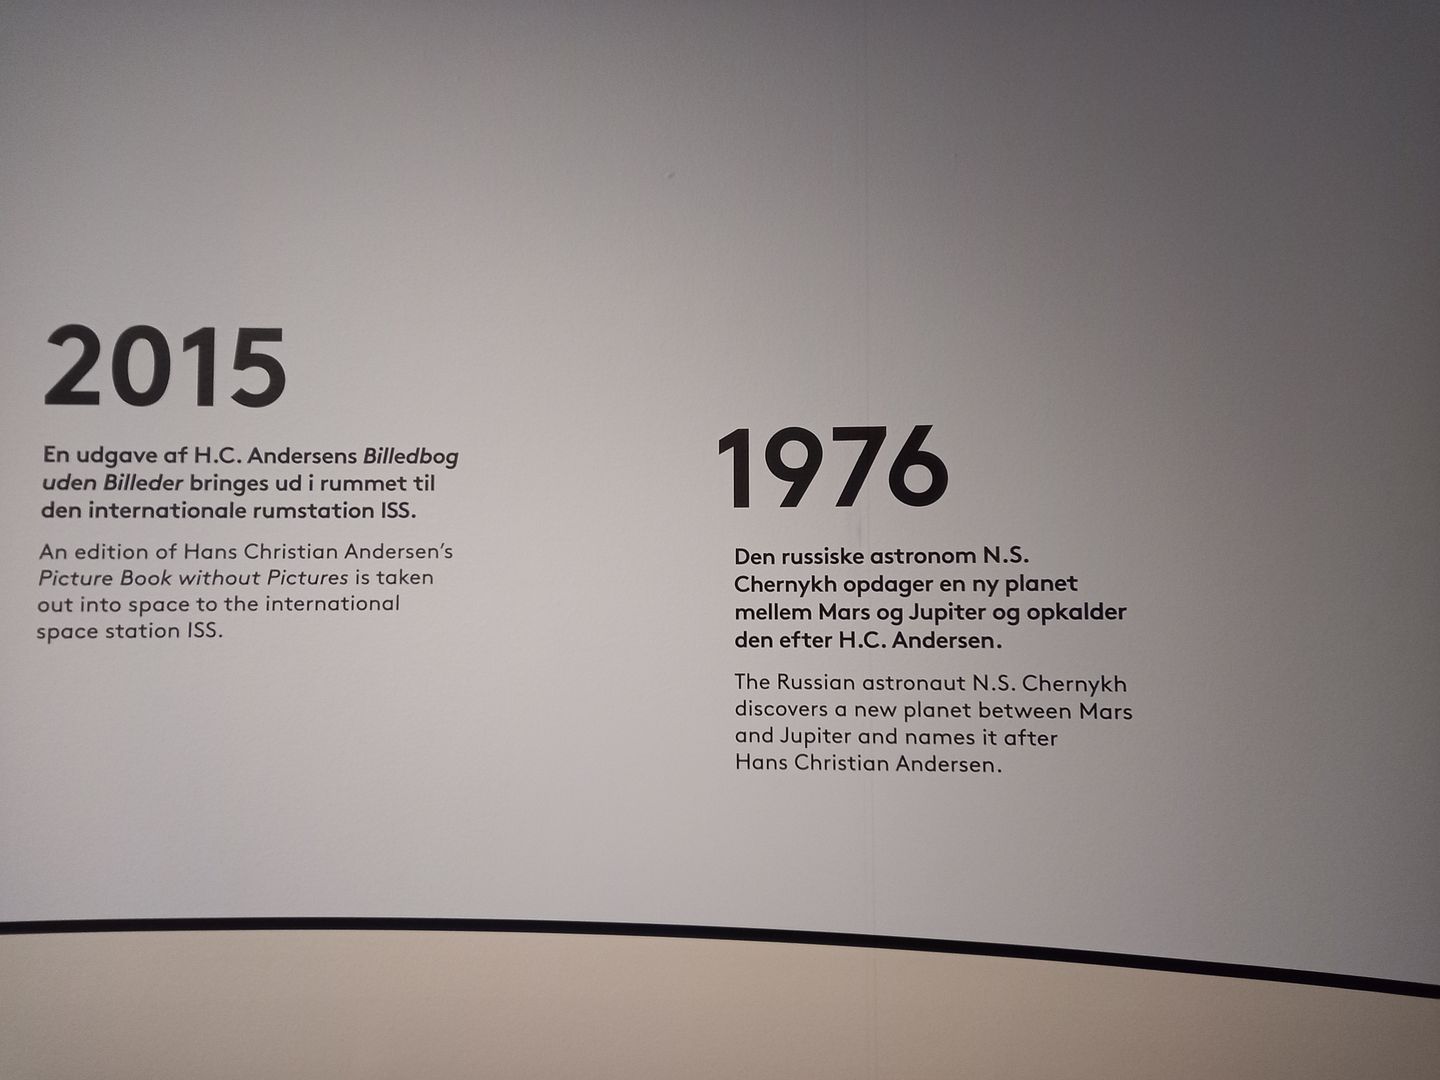 2015
En udgave af H.C. Andersens Billedbog
uden Billeder bringes ud i rummet til
den internationale rumstation ISS.
An edition of Hans Christian Andersen's
Picture Book without Pictures is taken
out into space to the international
space station ISS.
1976
Den russiske astronom N.S.
Chernykh opdager en ny planet
mellem Mars og Jupiter og opkalder
den efter H.C. Andersen.
The Russian astronaut N.S. Chernykh
discovers a new planet between Mars
and Jupiter and names it after
Hans Christian Andersen.